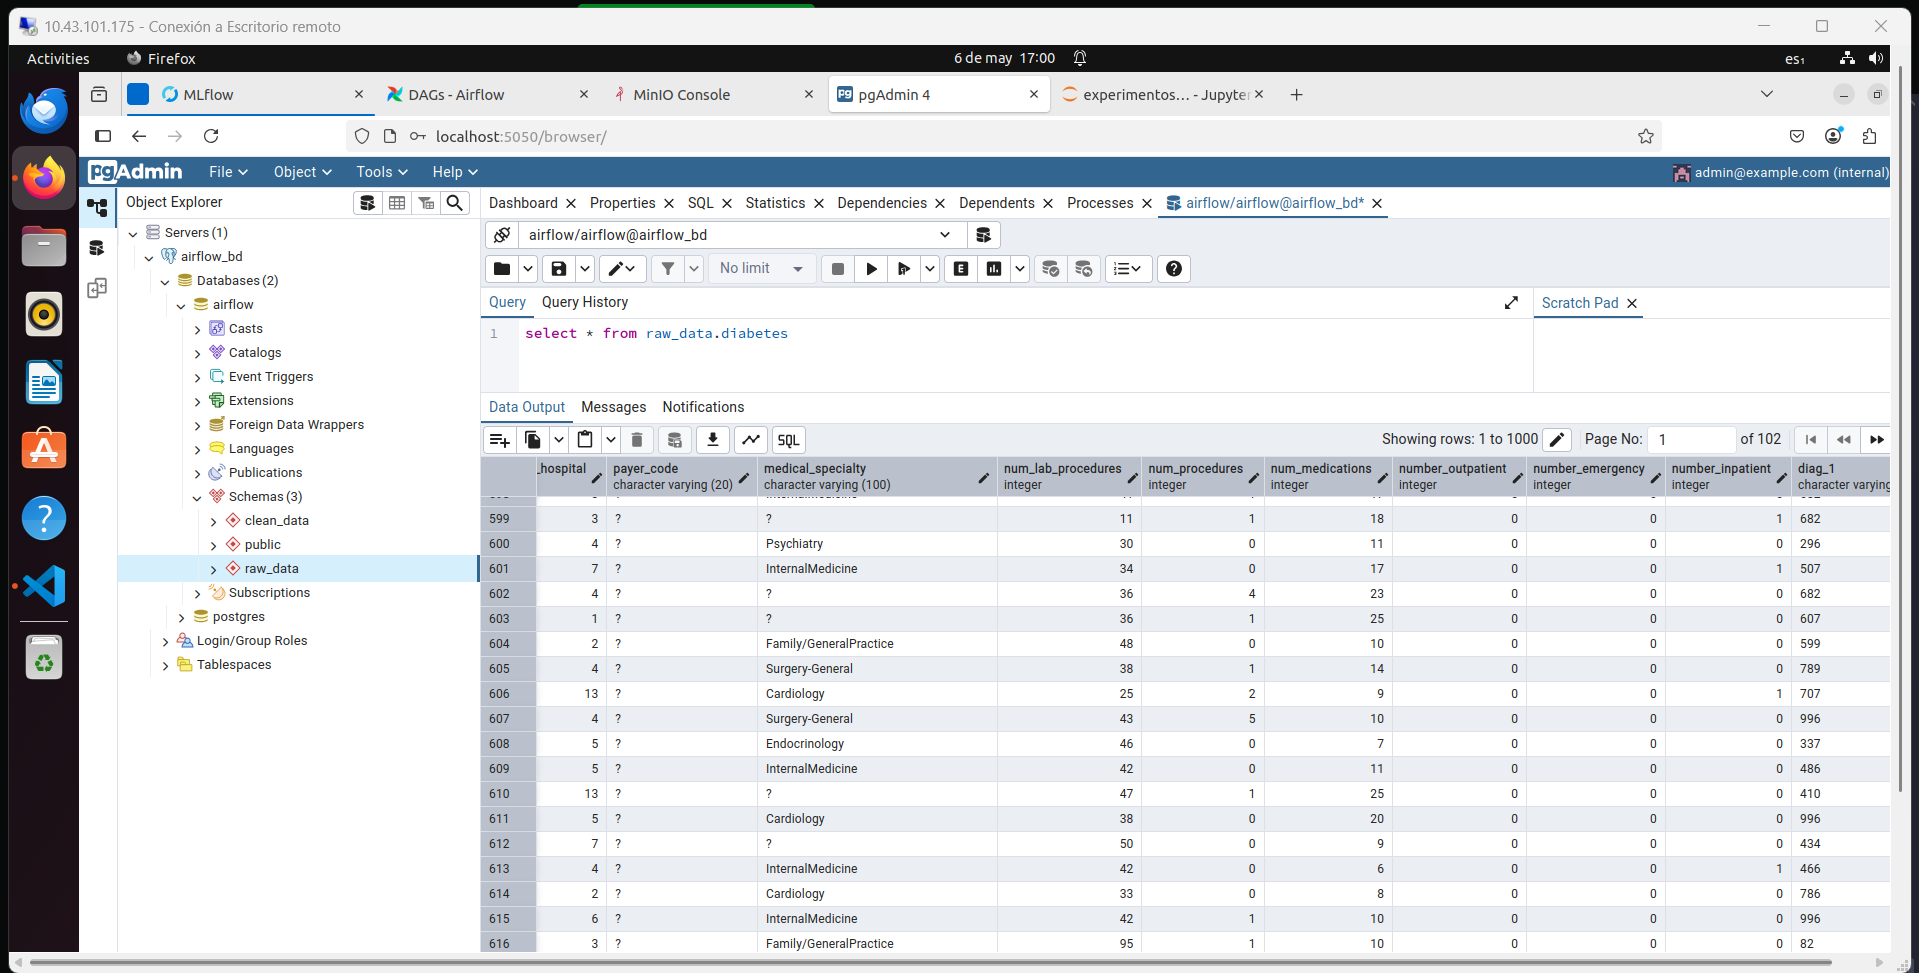 10.43.101.175 - Conexión a Escritorio remoto
Activities Firefox 6 de may 17:00 es₁
MLflow DAGs - Airflow MinIO Console pgAdmin 4 experimentos… - Jupyter
localhost:5050/browser/
pgAdmin File Object Tools Help admin@example.com (internal)
Object Explorer
Servers (1)
airflow_bd
Databases (2)
airflow
Casts
Catalogs
Event Triggers
Extensions
Foreign Data Wrappers
Languages
Publications
Schemas (3)
clean_data
public
raw_data
Subscriptions
postgres
Login/Group Roles
Tablespaces
Dashboard Properties SQL Statistics Dependencies Dependents Processes airflow/airflow@airflow_bd*
airflow/airflow@airflow_bd
No limit
Query Query History Scratch Pad
1 select * from raw_data.diabetes
Data Output Messages Notifications
SQL Showing rows: 1 to 1000 Page No: 1 of 102
_hospital payer_code medical_specialty num_lab_procedures num_procedures num_medications number_outpatient number_emergency number_inpatient diag_1
character varying (20) character varying (100) integer integer integer integer integer integer character varying
599 3 ? ? 11 1 18 0 0 1 682
600 4 ? Psychiatry 30 0 11 0 0 0 296
601 7 ? InternalMedicine 34 0 17 0 0 1 507
602 4 ? ? 36 4 23 0 0 0 682
603 1 ? ? 36 1 25 0 0 0 607
604 2 ? Family/GeneralPractice 48 0 10 0 0 0 599
605 4 ? Surgery-General 38 1 14 0 0 0 789
606 13 ? Cardiology 25 2 9 0 0 1 707
607 4 ? Surgery-General 43 5 10 0 0 0 996
608 5 ? Endocrinology 46 0 7 0 0 0 337
609 5 ? InternalMedicine 42 0 11 0 0 0 486
610 13 ? ? 47 1 25 0 0 0 410
611 5 ? Cardiology 38 0 20 0 0 0 996
612 7 ? ? 50 0 9 0 0 0 434
613 4 ? InternalMedicine 42 0 6 0 0 1 466
614 2 ? Cardiology 33 0 8 0 0 0 786
615 6 ? InternalMedicine 42 1 10 0 0 0 996
616 3 ? Family/GeneralPractice 95 1 10 0 0 0 82